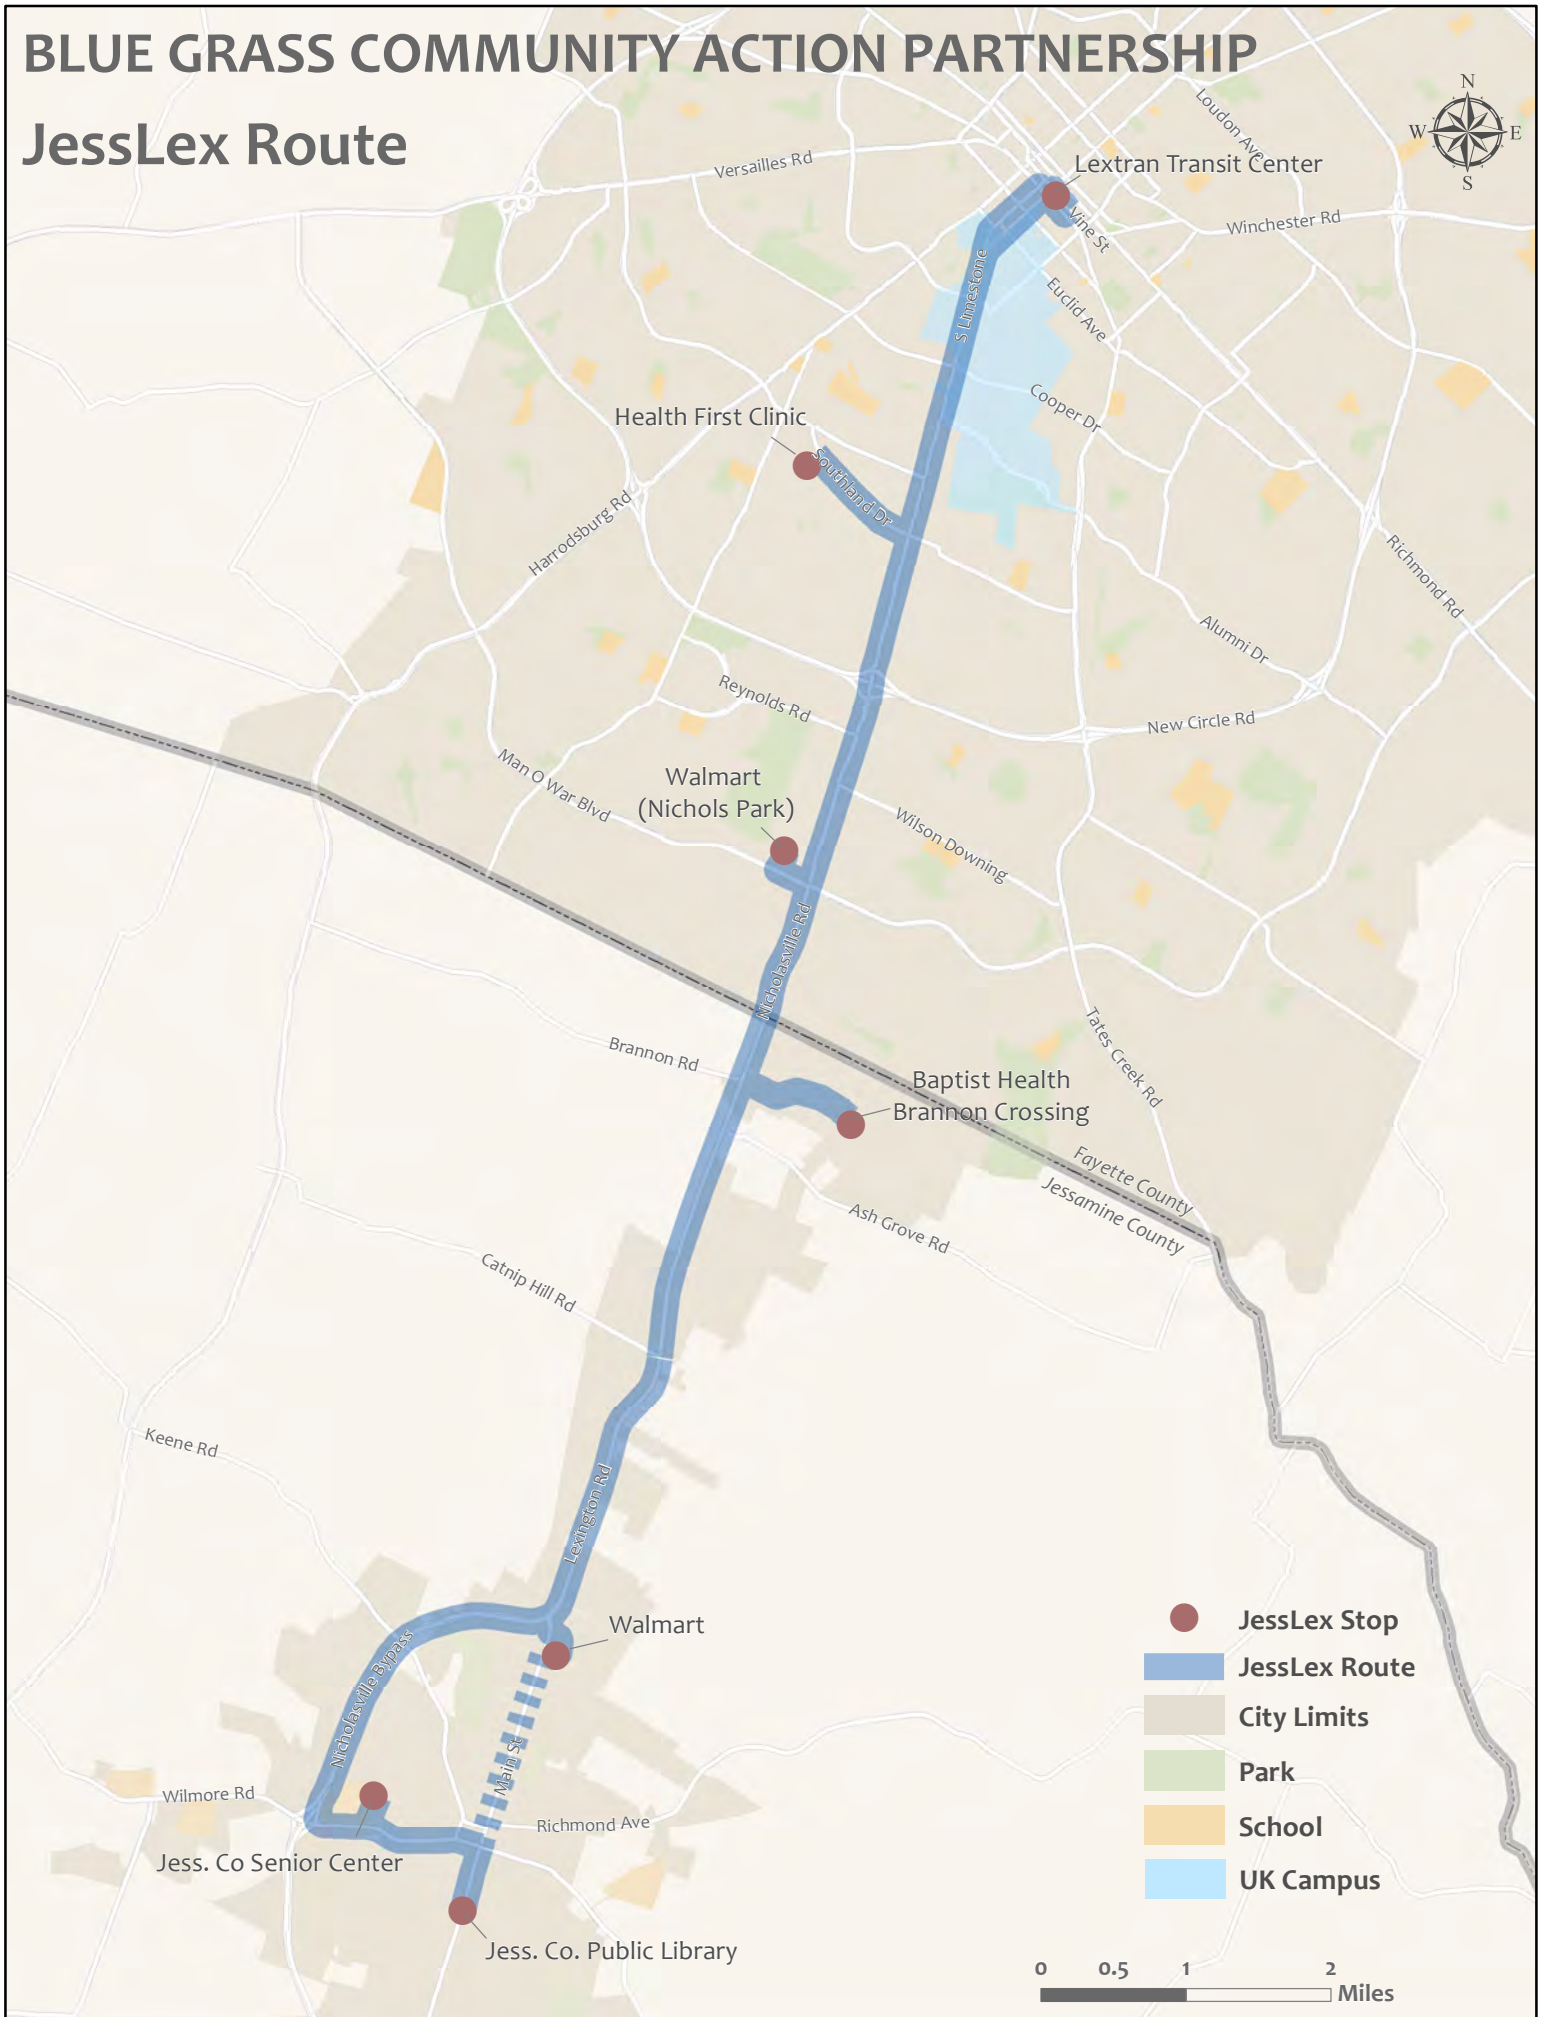 BLUE GRASS COMMUNITY ACTION PARTNERSHIP
JessLex Route
N
W
E
S
Loudon Ave
Versailles Rd
Lextran Transit Center
Vine St
Winchester Rd
S Limestone
Euclid Ave
Cooper Dr
Health First Clinic
Southland Dr
Harrodsburg Rd
Richmond Rd
Alumni Dr
Reynolds Rd
New Circle Rd
Man O War Blvd
Walmart
(Nichols Park)
Wilson Downing
Nicholasville Rd
Brannon Rd
Tates Creek Rd
Baptist Health
Brannon Crossing
Fayette County
Jessamine County
Ash Grove Rd
Catnip Hill Rd
Keene Rd
Lexington Rd
Walmart
Nicholasville Bypass
Main St
Wilmore Rd
Richmond Ave
Jess. Co Senior Center
Jess. Co. Public Library
JessLex Stop
JessLex Route
City Limits
Park
School
UK Campus
0 0.5 1 2
Miles